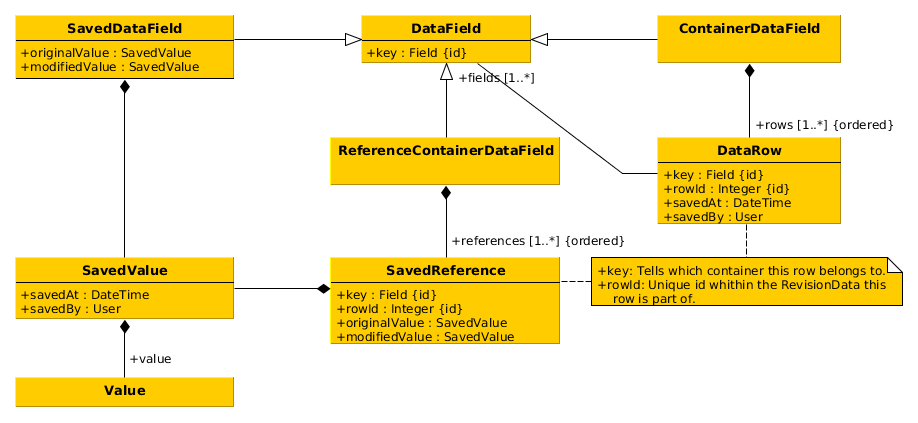 SavedDataField
+originalValue : SavedValue
+modifiedValue : SavedValue
DataField
+key : Field {id}
ContainerDataField
+fields [1..*]
+rows [1..*] {ordered}
ReferenceContainerDataField
DataRow
+key : Field {id}
+rowId : Integer {id}
+savedAt : DateTime
+savedBy : User
+references [1..*] {ordered}
SavedValue
+savedAt : DateTime
+savedBy : User
SavedReference
+key : Field {id}
+rowId : Integer {id}
+originalValue : SavedValue
+modifiedValue : SavedValue
+key: Tells which container this row belongs to.
+rowId: Unique id whithin the RevisionData this
row is part of.
+value
Value